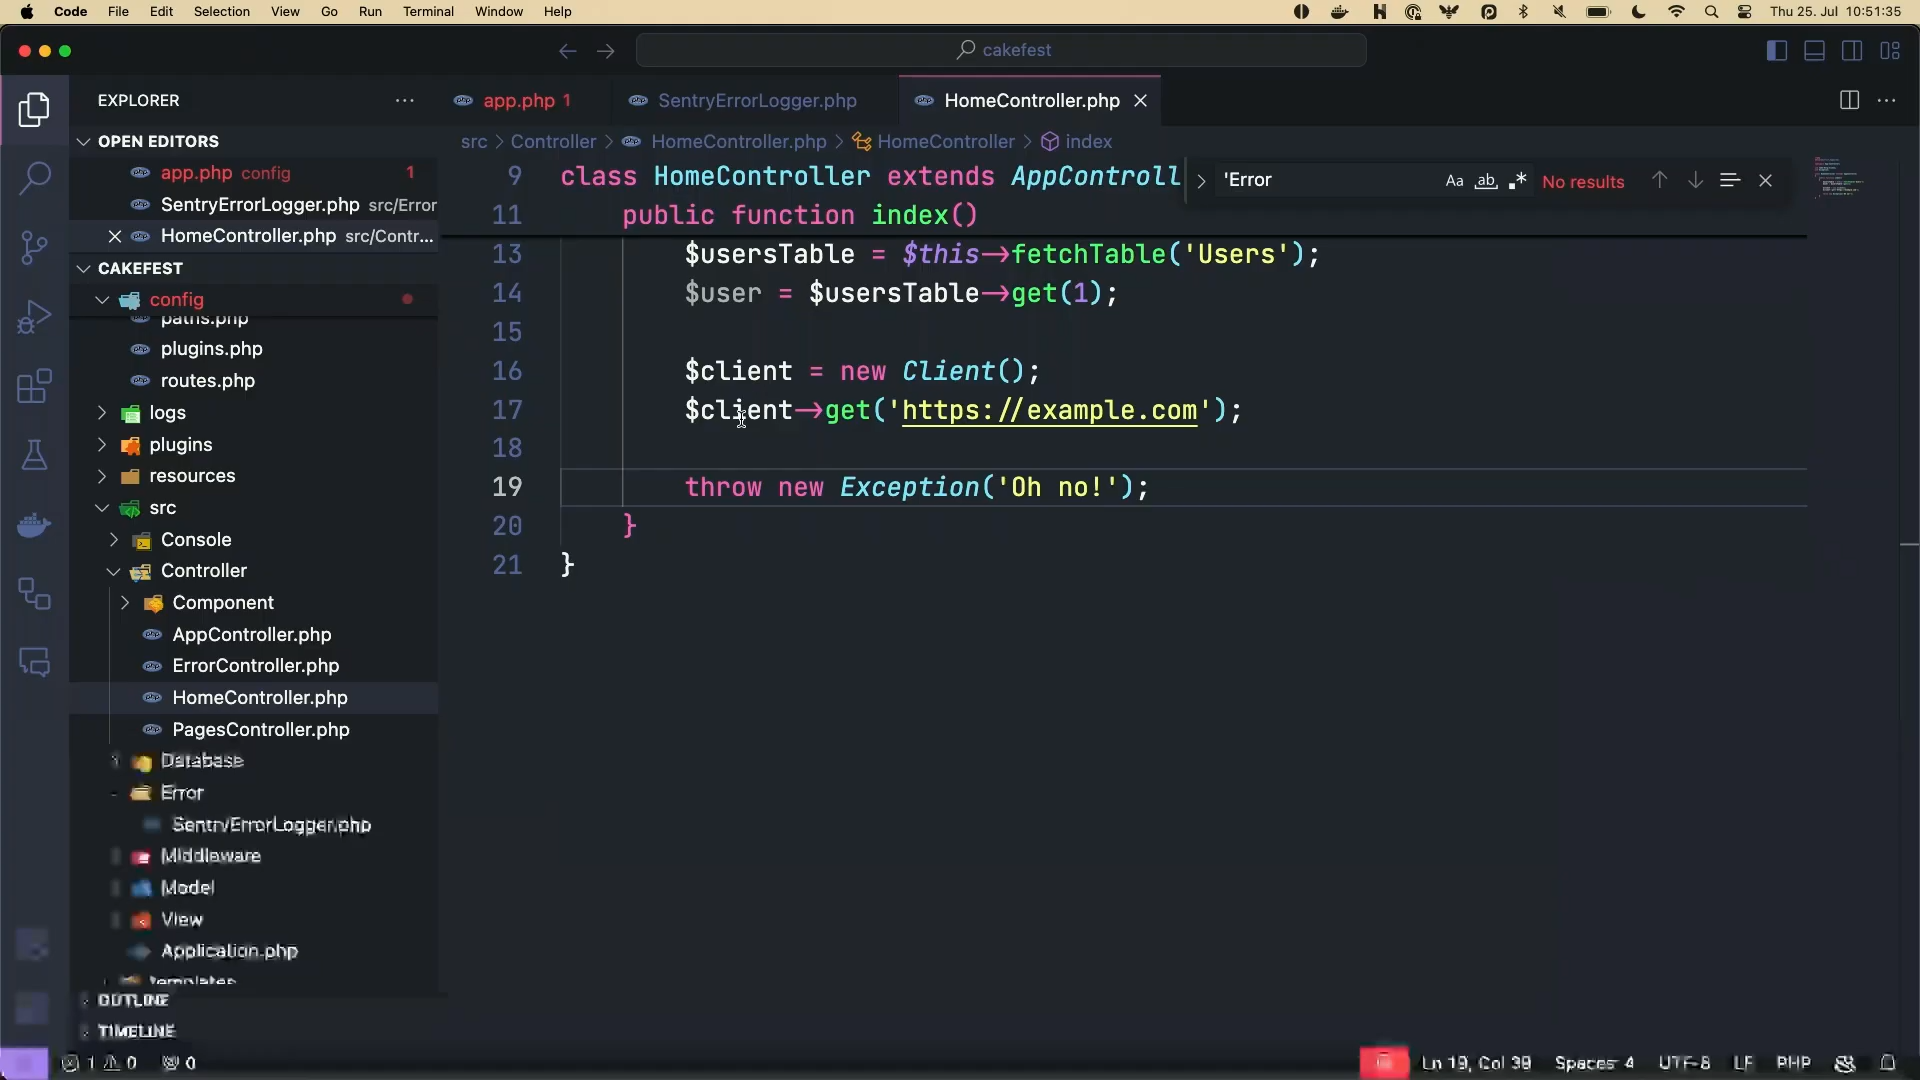 Code File Edit Selection View Go Run Terminal Window Help Thu 25. Jul 10:51:35
cakefest
EXPLORER
app.php 1 SentryErrorLogger.php HomeController.php
OPEN EDITORS
app.php config 1
SentryErrorLogger.php src/Error
HomeController.php src/Contr...
CAKEFEST
config
paths.php
plugins.php
routes.php
logs
plugins
resources
src
Console
Controller
Component
AppController.php
ErrorController.php
HomeController.php
PagesController.php
Database
Error
SentryErrorLogger.php
Middleware
Model
View
Application.php
templates
OUTLINE
TIMELINE
src > Controller > HomeController.php > HomeController > index
'Error Aa ab .* No results
9 class HomeController extends AppControll
11 public function index()
13 $usersTable = $this→fetchTable('Users');
14 $user = $usersTable→get(1);
15
16 $client = new Client();
17 $client→get('https://example.com');
18
19 throw new Exception('Oh no!');
20 }
21 }
1 0 0 Ln 19, Col 39 Spaces: 4 UTF-8 LF PHP